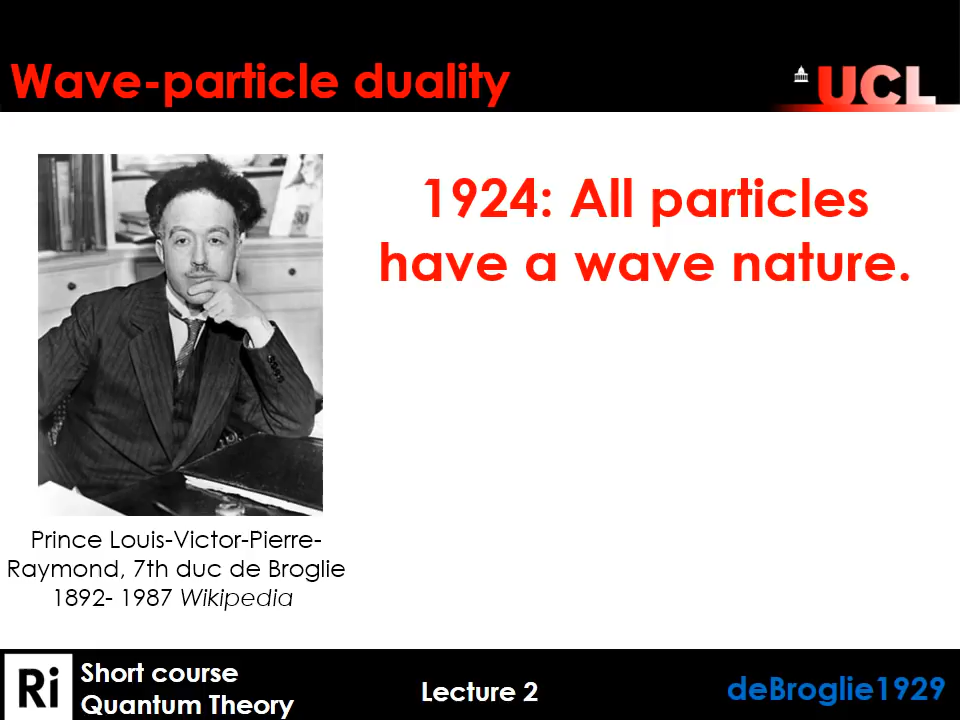 Wave-particle duality
UCL
1924: All particles
have a wave nature.
Prince Louis-Victor-Pierre-
Raymond, 7th duc de Broglie
1892- 1987 Wikipedia
Ri
Short course
Quantum Theory
Lecture 2
deBroglie1929